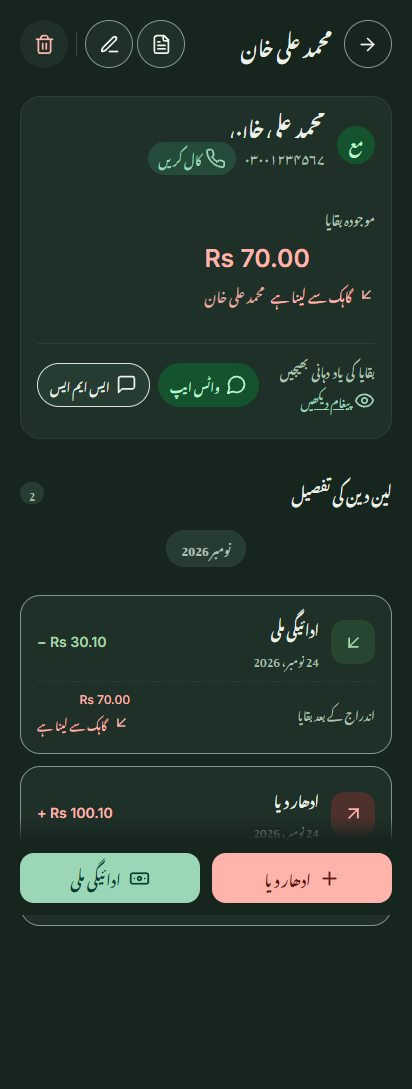 محمد علی خان
مع
محمد علی خان
۰۳۰۰۱۲۳۴۵۶۷
کال کریں
موجودہ بقایا
Rs 70.00
گاہک سے لینا ہے محمد علی خان
بقایا کی یاد دہانی بھیجیں
پیغام دیکھیں
واٹس ایپ
ایس ایم ایس
لین دین کی تفصیل
2
نومبر 2026
ادائیگی ملی
− Rs 30.10
24 نومبر، 2026
اندراج کے بعد بقایا
Rs 70.00
گاہک سے لینا ہے
ادھار دیا
+ Rs 100.10
24 نومبر، 2026
ادھار دیا
ادائیگی ملی